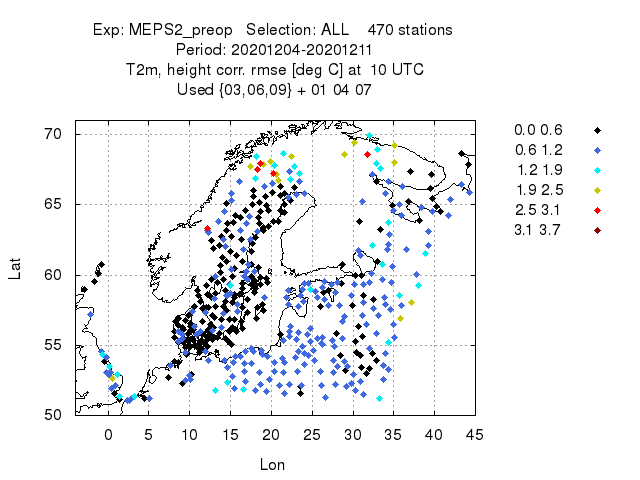 Exp: MEPS2_preop Selection: ALL 470 stations
Period: 20201204-20201211
T2m, height corr. rmse [deg C] at 10 UTC
Used {03,06,09} + 01 04 07
70
65
60
55
50
Lat
0 5 10 15 20 25 30 35 40 45
Lon
0.0 0.6
0.6 1.2
1.2 1.9
1.9 2.5
2.5 3.1
3.1 3.7